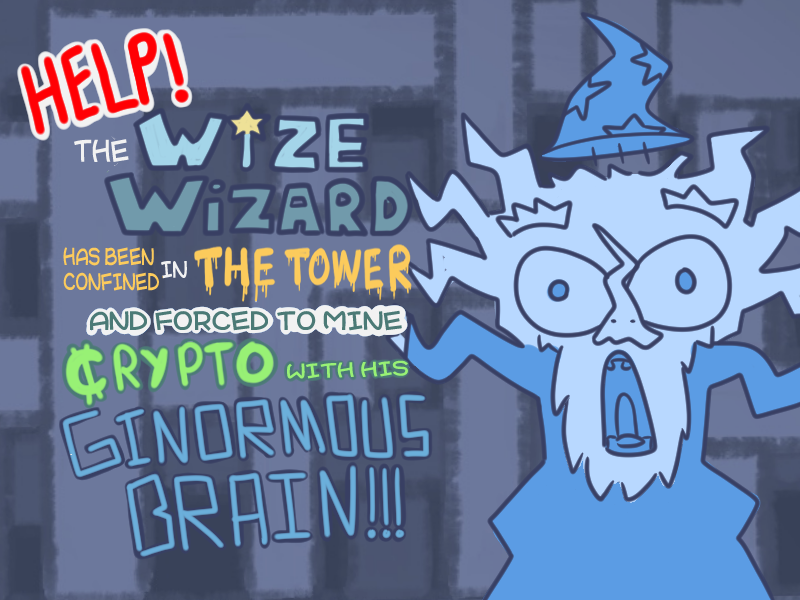 HELP!
THE WIZE
WIZARD
HAS BEEN
CONFINED IN THE TOWER
AND FORCED TO MINE
₵RYPTO WITH HIS
GINORMOUS
BRAIN!!!